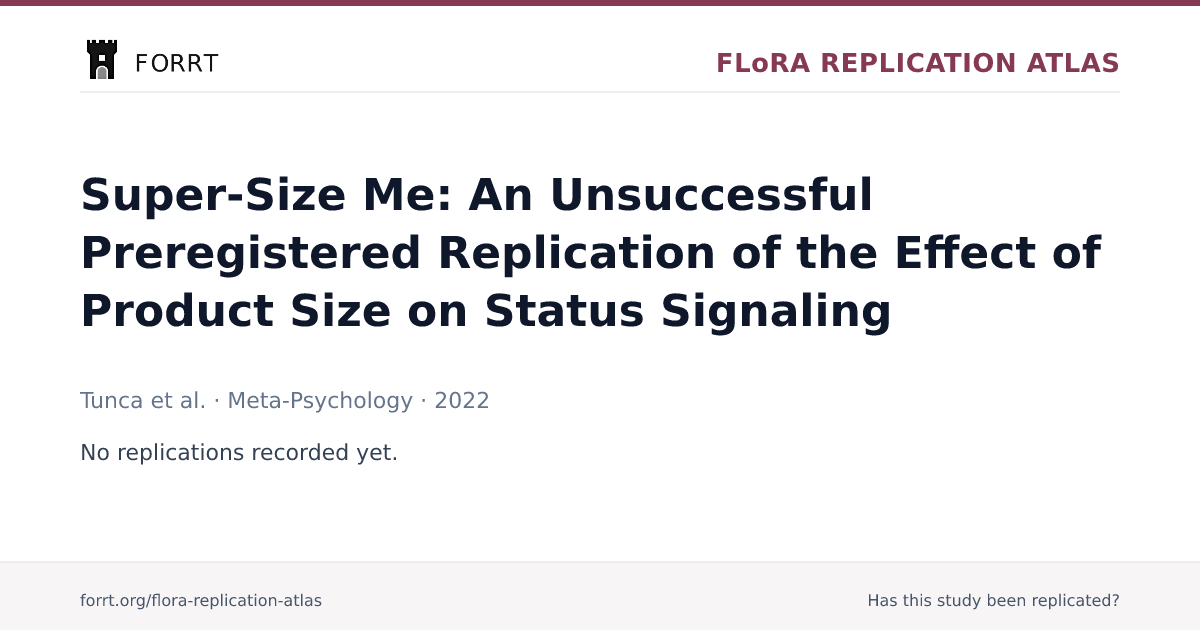 FORRT
FLoRA REPLICATION ATLAS
Super-Size Me: An Unsuccessful
Preregistered Replication of the Effect of
Product Size on Status Signaling
Tunca et al. · Meta-Psychology · 2022
No replications recorded yet.
forrt.org/flora-replication-atlas
Has this study been replicated?